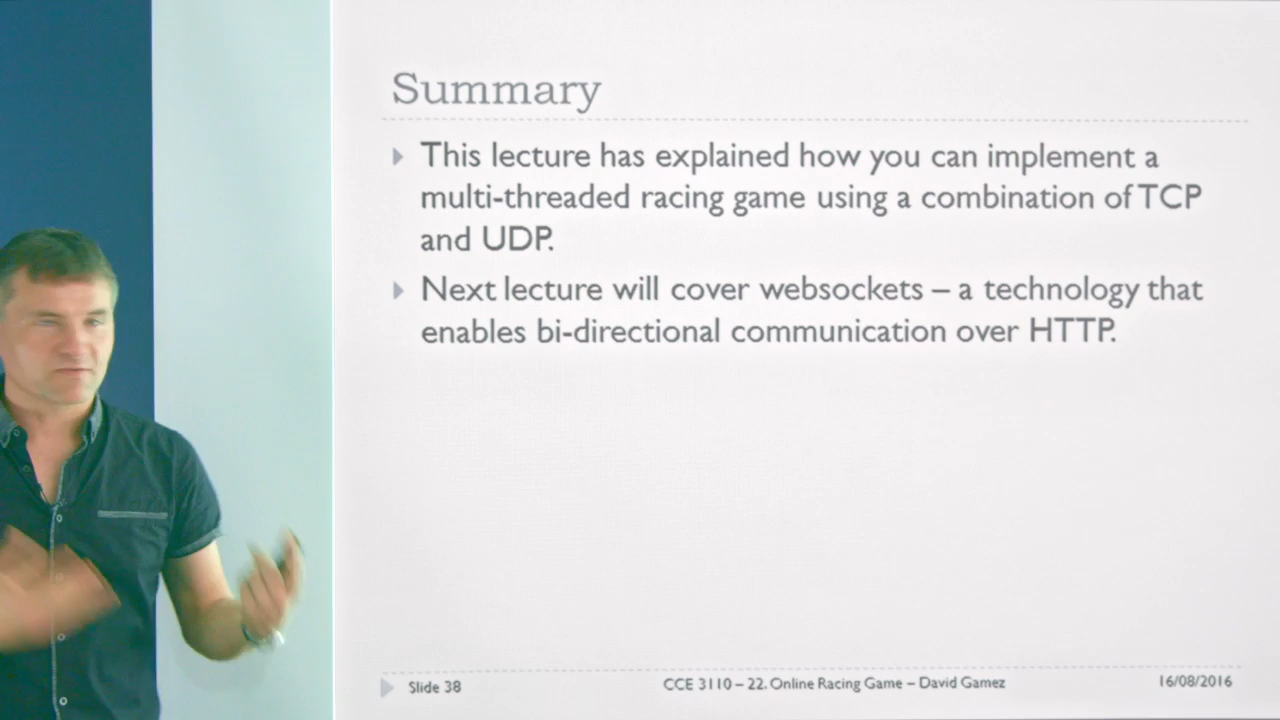 Summary
This lecture has explained how you can implement a
multi-threaded racing game using a combination of TCP
and UDP.
Next lecture will cover websockets – a technology that
enables bi-directional communication over HTTP.
Slide 38
CCE 3110 – 22. Online Racing Game – David Gamez
16/08/2016